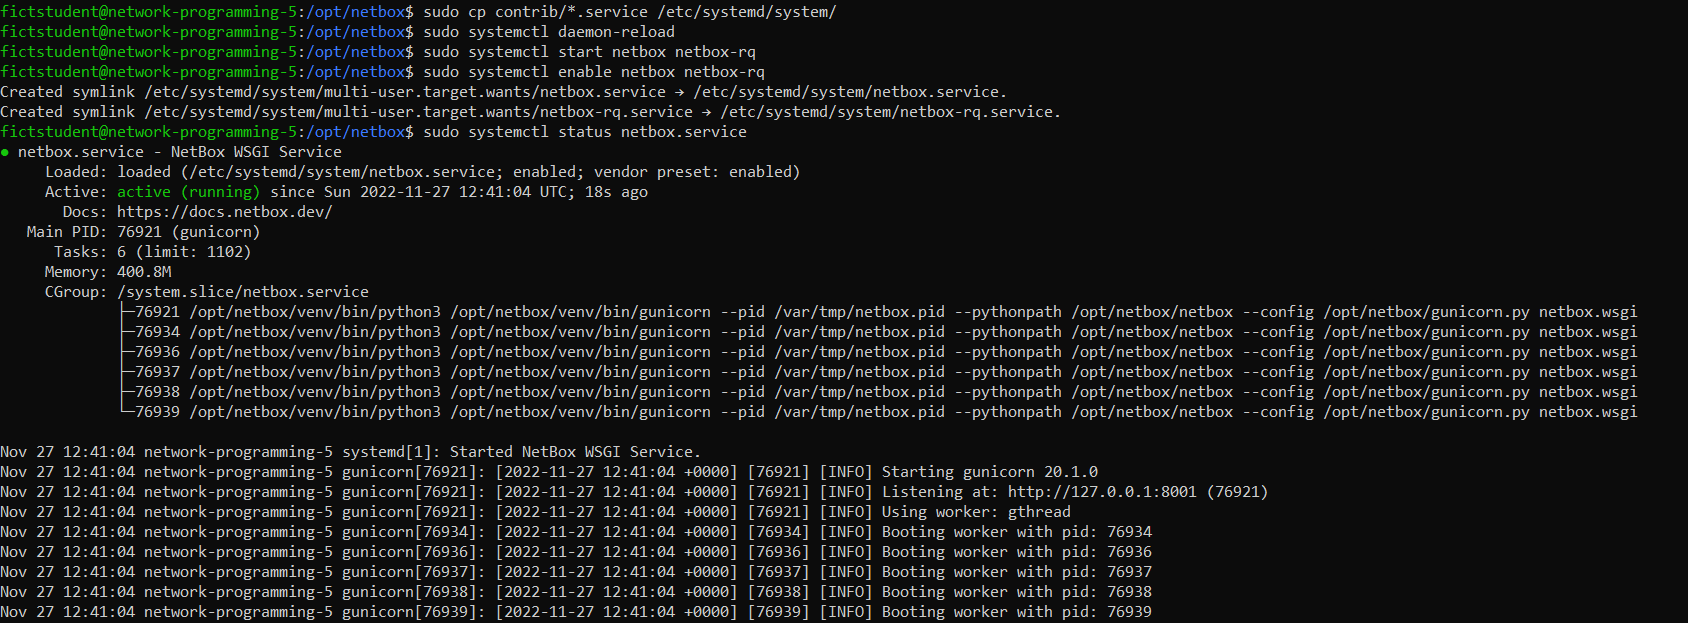 fictstudent@network-programming-5:/opt/netbox$ sudo cp contrib/*.service /etc/systemd/system/
fictstudent@network-programming-5:/opt/netbox$ sudo systemctl daemon-reload
fictstudent@network-programming-5:/opt/netbox$ sudo systemctl start netbox netbox-rq
fictstudent@network-programming-5:/opt/netbox$ sudo systemctl enable netbox netbox-rq
Created symlink /etc/systemd/system/multi-user.target.wants/netbox.service → /etc/systemd/system/netbox.service.
Created symlink /etc/systemd/system/multi-user.target.wants/netbox-rq.service → /etc/systemd/system/netbox-rq.service.
fictstudent@network-programming-5:/opt/netbox$ sudo systemctl status netbox.service
● netbox.service - NetBox WSGI Service
     Loaded: loaded (/etc/systemd/system/netbox.service; enabled; vendor preset: enabled)
     Active: active (running) since Sun 2022-11-27 12:41:04 UTC; 18s ago
       Docs: https://docs.netbox.dev/
   Main PID: 76921 (gunicorn)
      Tasks: 6 (limit: 1102)
     Memory: 400.8M
     CGroup: /system.slice/netbox.service
             ├─76921 /opt/netbox/venv/bin/python3 /opt/netbox/venv/bin/gunicorn --pid /var/tmp/netbox.pid --pythonpath /opt/netbox/netbox --config /opt/netbox/gunicorn.py netbox.wsgi
             ├─76934 /opt/netbox/venv/bin/python3 /opt/netbox/venv/bin/gunicorn --pid /var/tmp/netbox.pid --pythonpath /opt/netbox/netbox --config /opt/netbox/gunicorn.py netbox.wsgi
             ├─76936 /opt/netbox/venv/bin/python3 /opt/netbox/venv/bin/gunicorn --pid /var/tmp/netbox.pid --pythonpath /opt/netbox/netbox --config /opt/netbox/gunicorn.py netbox.wsgi
             ├─76937 /opt/netbox/venv/bin/python3 /opt/netbox/venv/bin/gunicorn --pid /var/tmp/netbox.pid --pythonpath /opt/netbox/netbox --config /opt/netbox/gunicorn.py netbox.wsgi
             ├─76938 /opt/netbox/venv/bin/python3 /opt/netbox/venv/bin/gunicorn --pid /var/tmp/netbox.pid --pythonpath /opt/netbox/netbox --config /opt/netbox/gunicorn.py netbox.wsgi
             └─76939 /opt/netbox/venv/bin/python3 /opt/netbox/venv/bin/gunicorn --pid /var/tmp/netbox.pid --pythonpath /opt/netbox/netbox --config /opt/netbox/gunicorn.py netbox.wsgi

Nov 27 12:41:04 network-programming-5 systemd[1]: Started NetBox WSGI Service.
Nov 27 12:41:04 network-programming-5 gunicorn[76921]: [2022-11-27 12:41:04 +0000] [76921] [INFO] Starting gunicorn 20.1.0
Nov 27 12:41:04 network-programming-5 gunicorn[76921]: [2022-11-27 12:41:04 +0000] [76921] [INFO] Listening at: http://127.0.0.1:8001 (76921)
Nov 27 12:41:04 network-programming-5 gunicorn[76921]: [2022-11-27 12:41:04 +0000] [76921] [INFO] Using worker: gthread
Nov 27 12:41:04 network-programming-5 gunicorn[76934]: [2022-11-27 12:41:04 +0000] [76934] [INFO] Booting worker with pid: 76934
Nov 27 12:41:04 network-programming-5 gunicorn[76936]: [2022-11-27 12:41:04 +0000] [76936] [INFO] Booting worker with pid: 76936
Nov 27 12:41:04 network-programming-5 gunicorn[76937]: [2022-11-27 12:41:04 +0000] [76937] [INFO] Booting worker with pid: 76937
Nov 27 12:41:04 network-programming-5 gunicorn[76938]: [2022-11-27 12:41:04 +0000] [76938] [INFO] Booting worker with pid: 76938
Nov 27 12:41:04 network-programming-5 gunicorn[76939]: [2022-11-27 12:41:04 +0000] [76939] [INFO] Booting worker with pid: 76939